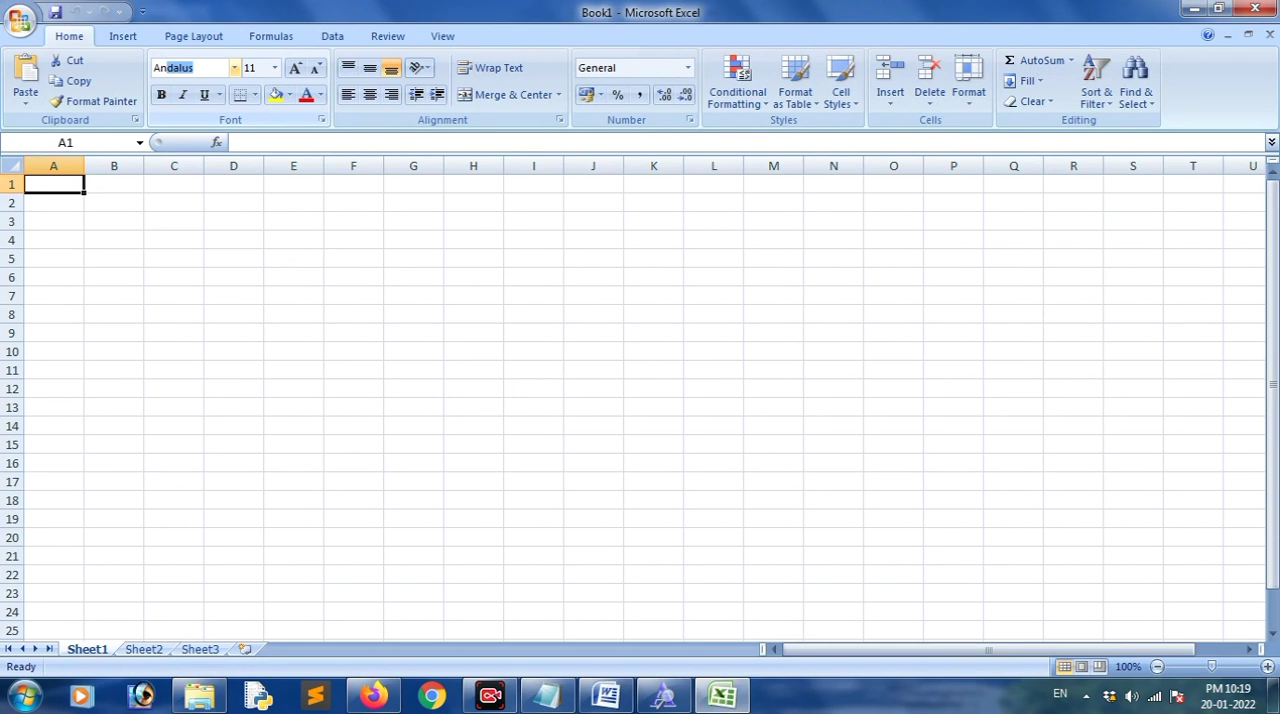 Book1 - Microsoft Excel
Home Insert Page Layout Formulas Data Review View
Cut
Copy
Format Painter
Paste
Clipboard
Andalus 11
B I U A
Font
Wrap Text
Merge & Center
Alignment
General
% ,
Number
Conditional Formatting
Format as Table
Cell Styles
Styles
Insert Delete Format
Cells
Σ AutoSum
Fill
Clear
Sort & Filter
Find & Select
Editing
A1 fx
A B C D E F G H I J K L M N O P Q R S T U
1
2
3
4
5
6
7
8
9
10
11
12
13
14
15
16
17
18
19
20
21
22
23
24
25
Sheet1 Sheet2 Sheet3
Ready 100%
EN PM 10:19
20-01-2022